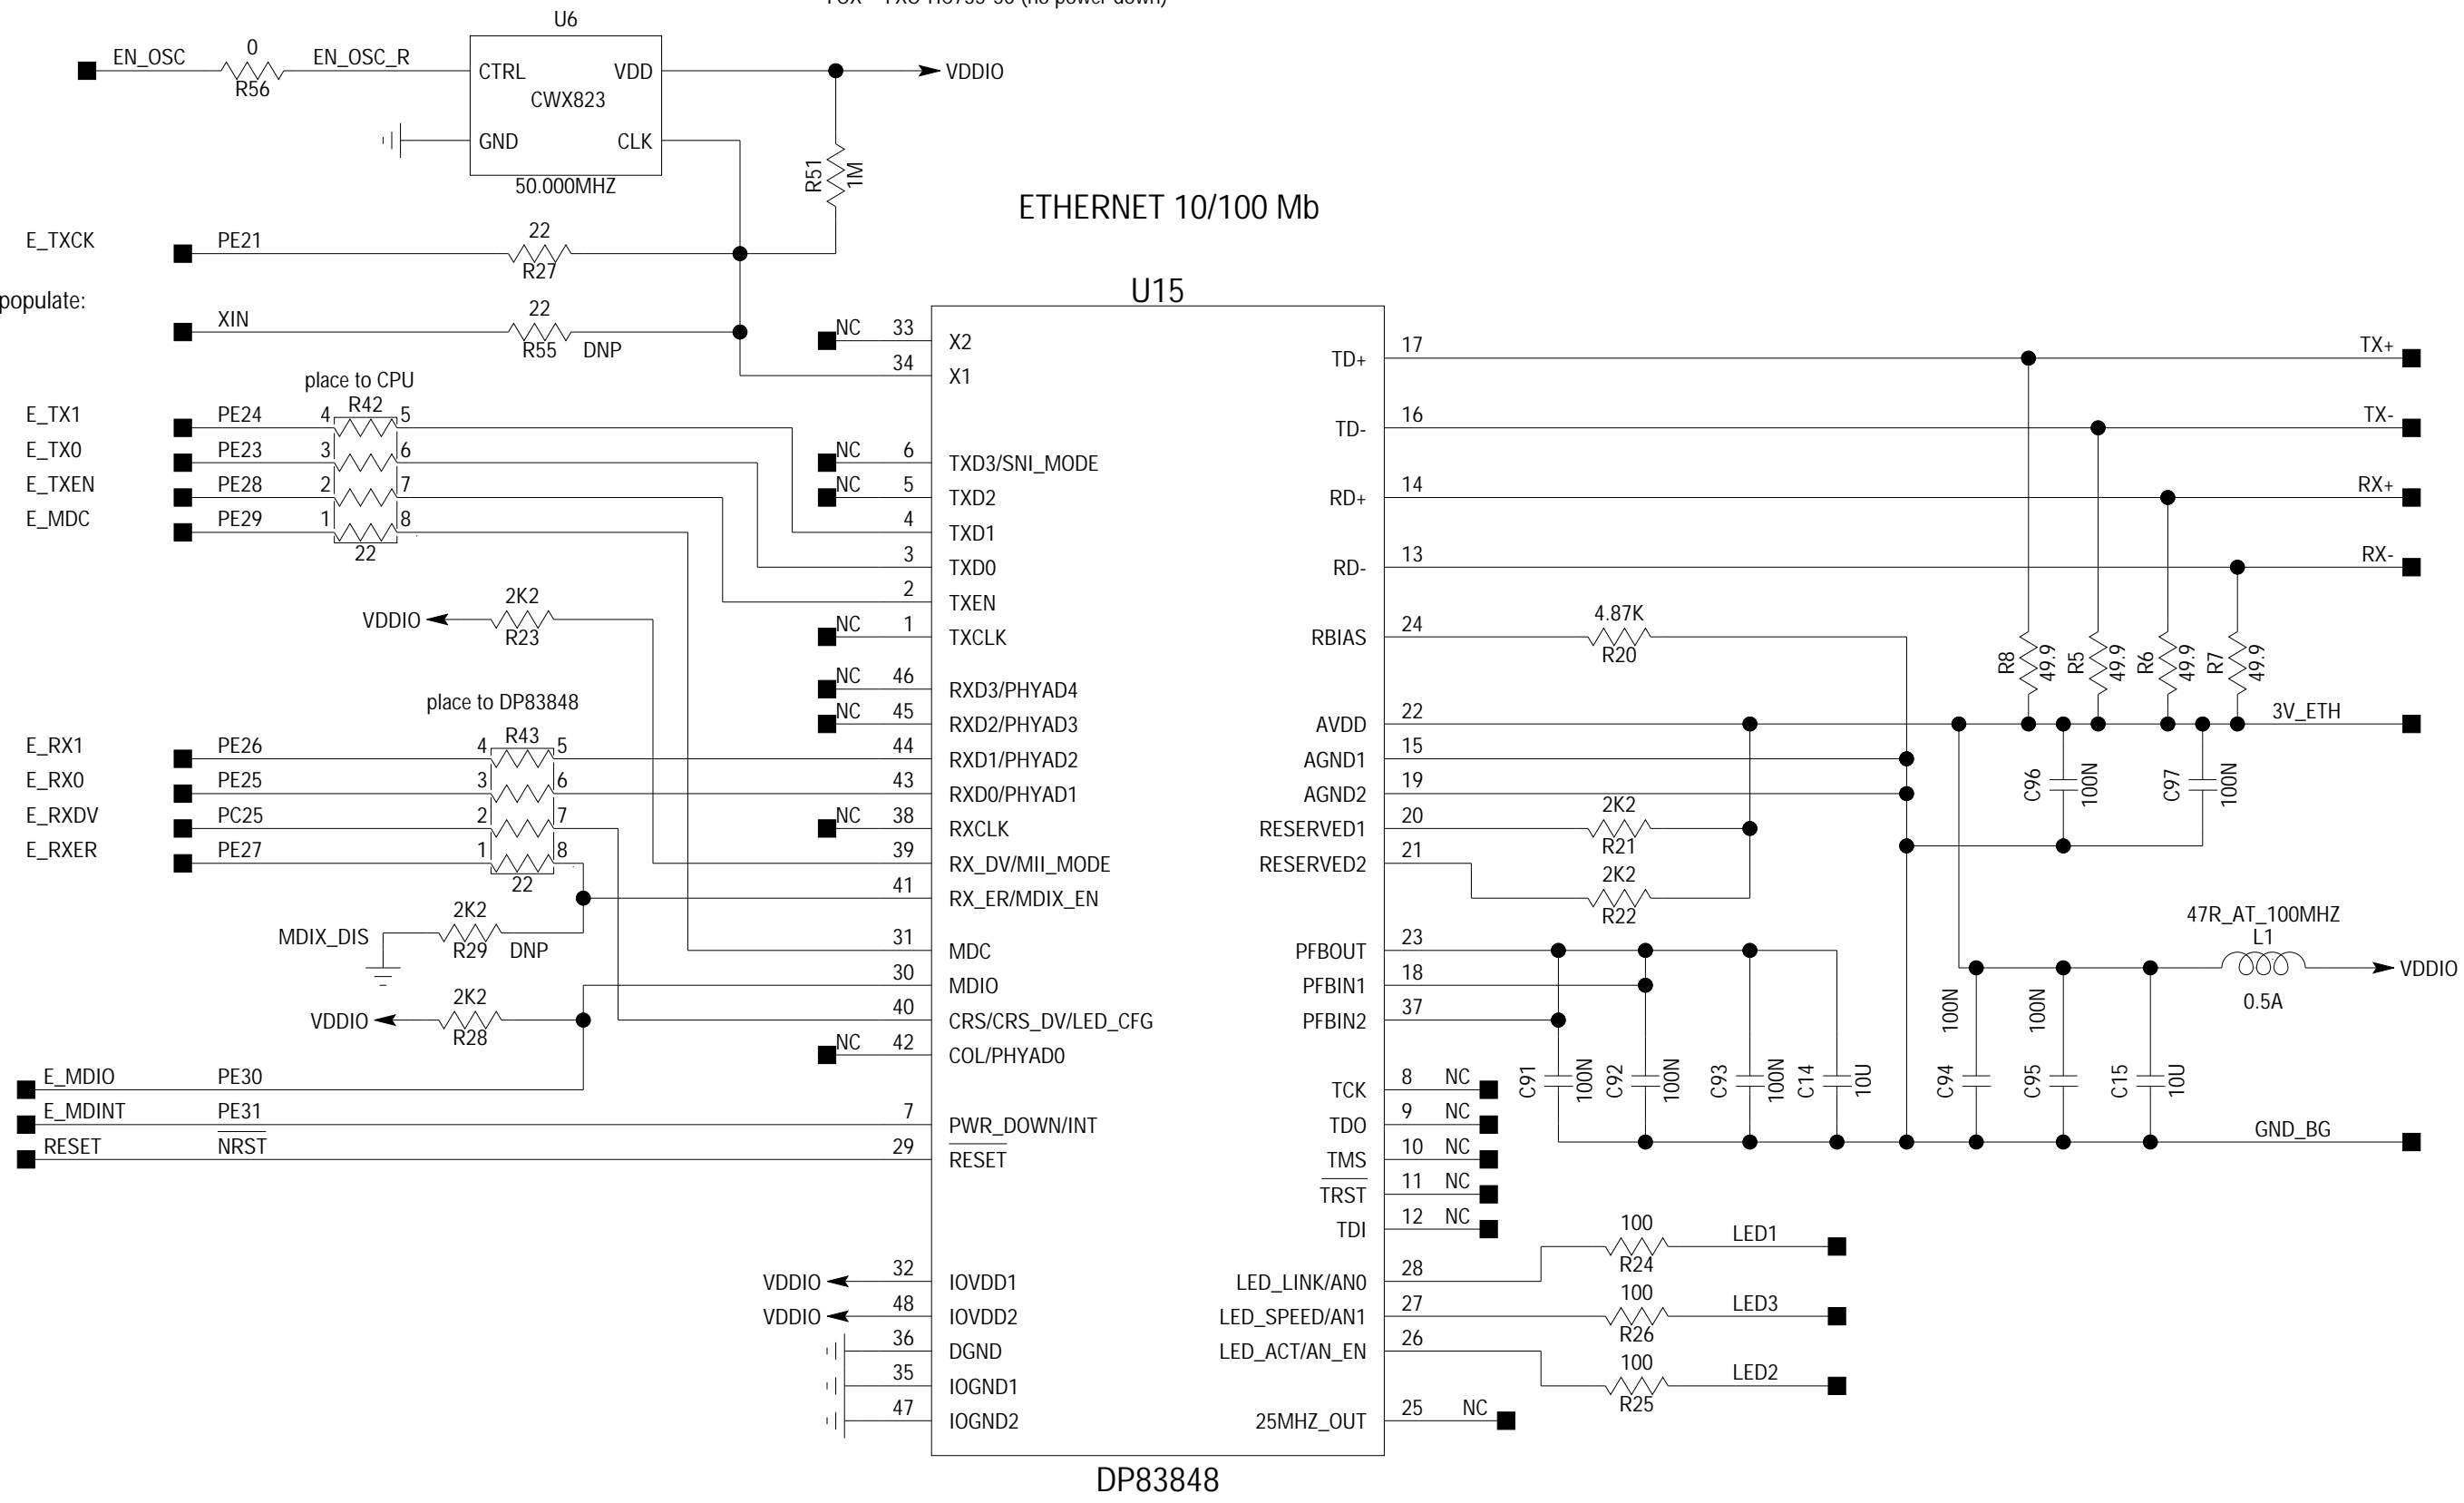 U6
EN_OSC 0 R56 EN_OSC_R
CTRL VDD
CWX823
GND CLK
50.000MHZ
VDDIO
R51 1M
ETHERNET 10/100 Mb
E_TXCK PE21 22 R27
populate:
XIN 22 R55 DNP
place to CPU
R42
E_TX1 PE24 4 5
E_TX0 PE23 3 6
E_TXEN PE28 2 7
E_MDC PE29 1 8
22
VDDIO 2K2 R23
place to DP83848
R43
E_RX1 PE26 4 5
E_RX0 PE25 3 6
E_RXDV PC25 2 7
E_RXER PE27 1 8
22
MDIX_DIS 2K2 R29 DNP
VDDIO 2K2 R28
E_MDIO PE30
E_MDINT PE31
RESET NRST
U15
NC 33 X2
34 X1
NC 6 TXD3/SNI_MODE
NC 5 TXD2
4 TXD1
3 TXD0
2 TXEN
NC 1 TXCLK
NC 46 RXD3/PHYAD4
NC 45 RXD2/PHYAD3
44 RXD1/PHYAD2
43 RXD0/PHYAD1
NC 38 RXCLK
39 RX_DV/MII_MODE
41 RX_ER/MDIX_EN
31 MDC
30 MDIO
40 CRS/CRS_DV/LED_CFG
NC 42 COL/PHYAD0
7 PWR_DOWN/INT
29 RESET
VDDIO 32 IOVDD1
VDDIO 48 IOVDD2
36 DGND
35 IOGND1
47 IOGND2
TD+ 17 TX+
TD- 16 TX-
RD+ 14 RX+
RD- 13 RX-
RBIAS 24 4.87K R20
R8 49.9 R5 49.9 R6 49.9 R7 49.9
AVDD 22 3V_ETH
AGND1 15
AGND2 19
C96 100N C97 100N
RESERVED1 20 2K2 R21
RESERVED2 21 2K2 R22
47R_AT_100MHZ
L1
VDDIO
0.5A
PFBOUT 23
PFBIN1 18
PFBIN2 37
C91 100N C92 100N C93 100N C14 10U C94 100N C95 100N C15 10U
GND_BG
TCK 8 NC
TDO 9 NC
TMS 10 NC
TRST 11 NC
TDI 12 NC
LED_LINK/AN0 28 100 R24 LED1
LED_SPEED/AN1 27 100 R26 LED3
LED_ACT/AN_EN 26 100 R25 LED2
25MHZ_OUT 25 NC
DP83848